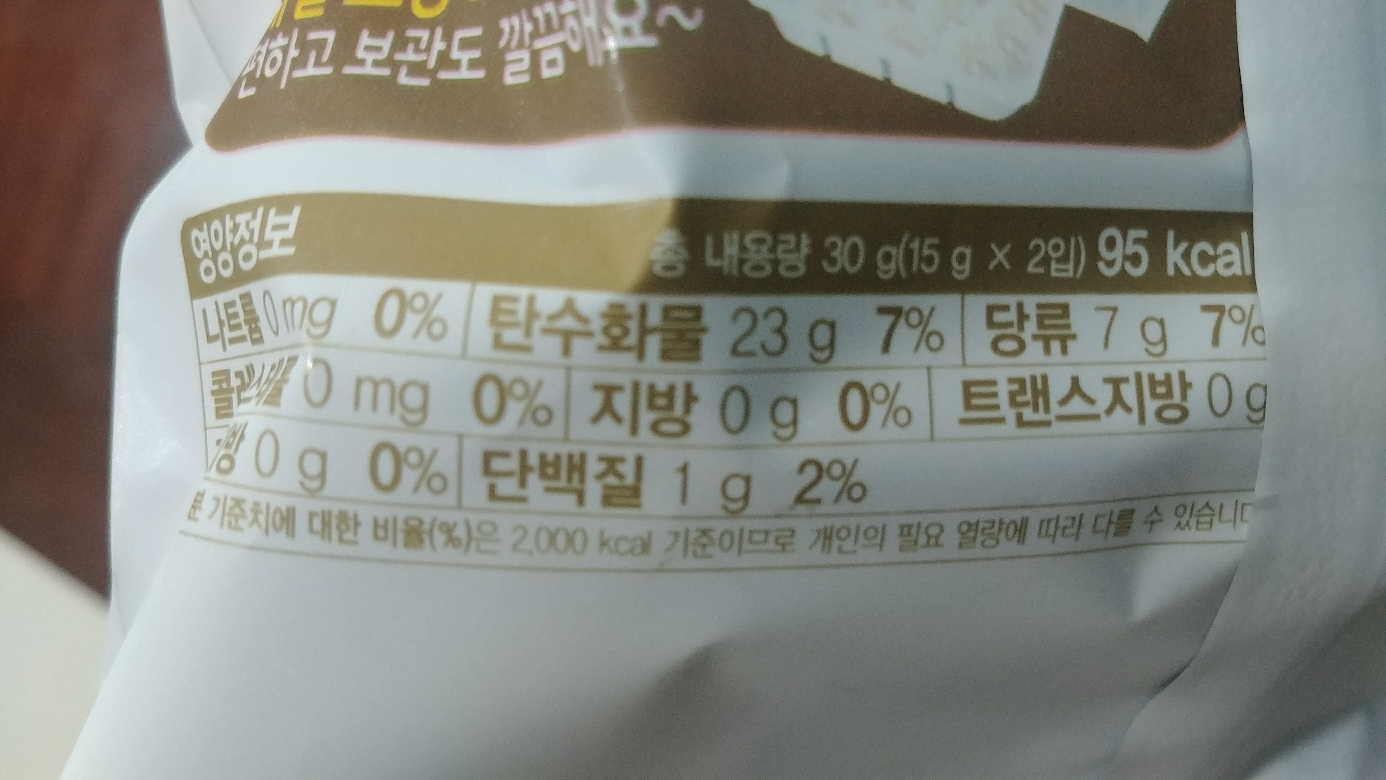 편하고 보관도 깔끔해요~
영양정보 총 내용량 30 g(15 g × 2입) 95 kcal
나트륨 0 mg 0% 탄수화물 23 g 7% 당류 7 g 7%
콜레스테롤 0 mg 0% 지방 0 g 0% 트랜스지방 0 g
0 g 0% 단백질 1 g 2%
기준치에 대한 비율(%)은 2,000 kcal 기준이므로 개인의 필요 열량에 따라 다를 수 있습니다